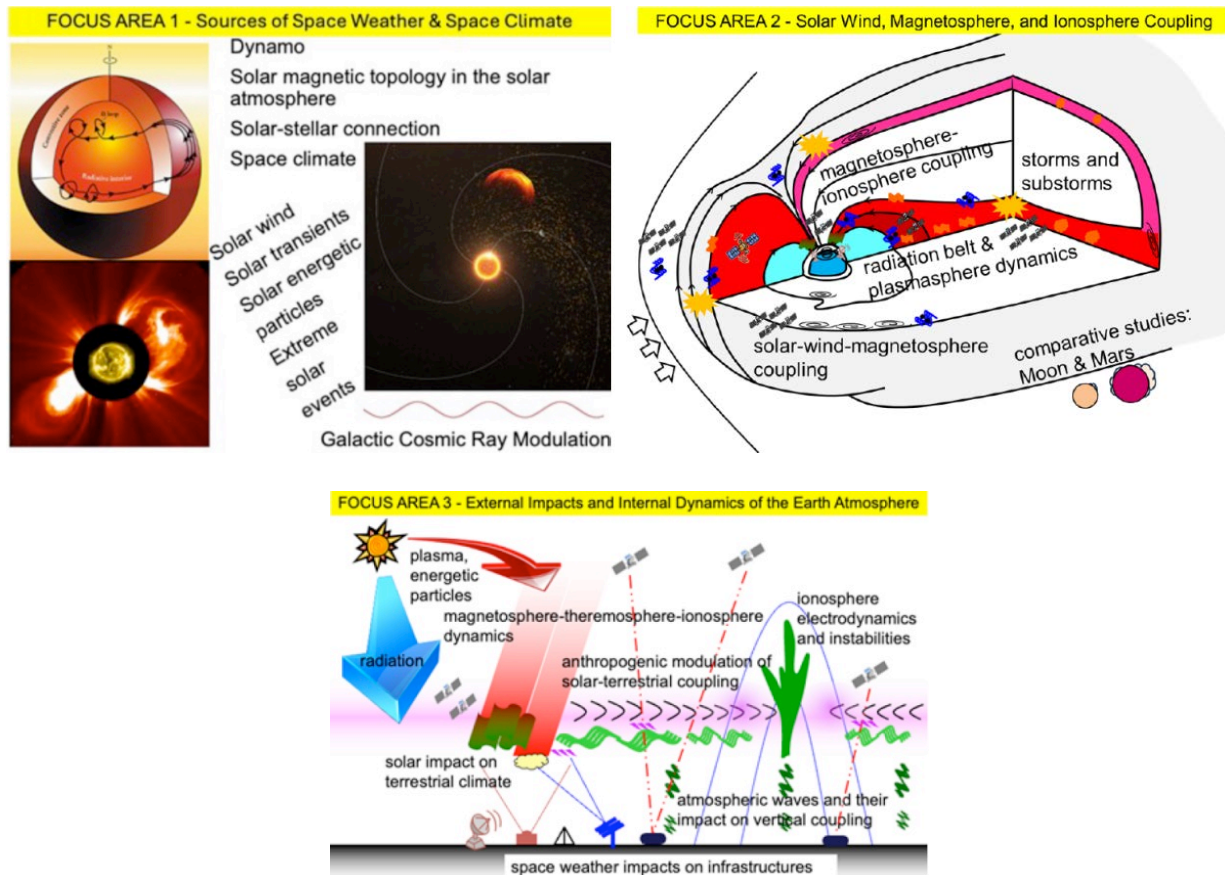 FOCUS AREA 1 - Sources of Space Weather & Space Climate
Dynamo
Solar magnetic topology in the solar
atmosphere
Solar-stellar connection
Space climate
Solar wind
Solar transients
Solar energetic
particles
Extreme
solar
events
Galactic Cosmic Ray Modulation
Radiative interior
FOCUS AREA 2 - Solar Wind, Magnetosphere, and Ionosphere Coupling
magnetosphere-
ionosphere coupling
storms and
substorms
radiation belt &
plasmasphere dynamics
solar-wind-magnetosphere
coupling
comparative studies:
Moon & Mars
FOCUS AREA 3 - External Impacts and Internal Dynamics of the Earth Atmosphere
plasma,
energetic
particles
magnetosphere-theremosphere-ionosphere
dynamics
ionosphere
electrodynamics
and instabilities
radiation
anthropogenic modulation of
solar-terrestrial coupling
solar impact on
terrestrial climate
atmospheric waves and their
impact on vertical coupling
space weather impacts on infrastructures